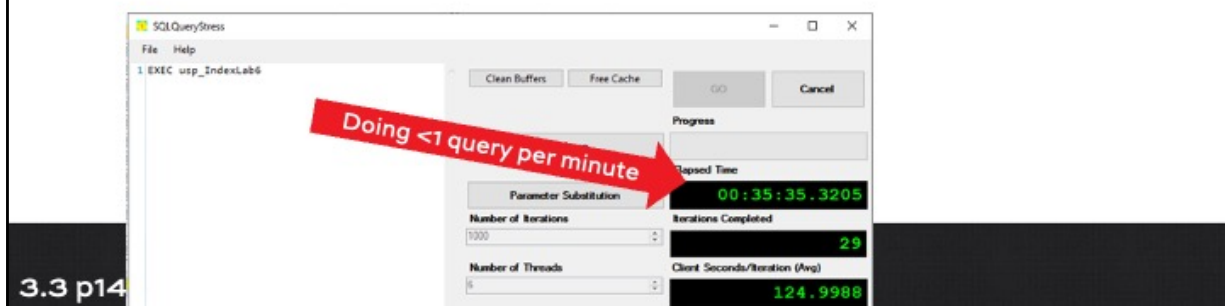 SQLQueryStress
File Help
1 EXEC usp_IndexLab6
Clean Buffers Free Cache
GO Cancel
Progress
Doing <1 query per minute
Elapsed Time
Parameter Substitution
00:35:35.3205
Number of Iterations
Iterations Completed
1000
29
Number of Threads
Client Seconds/Iteration (Avg)
6
124.9988
3.3 p14